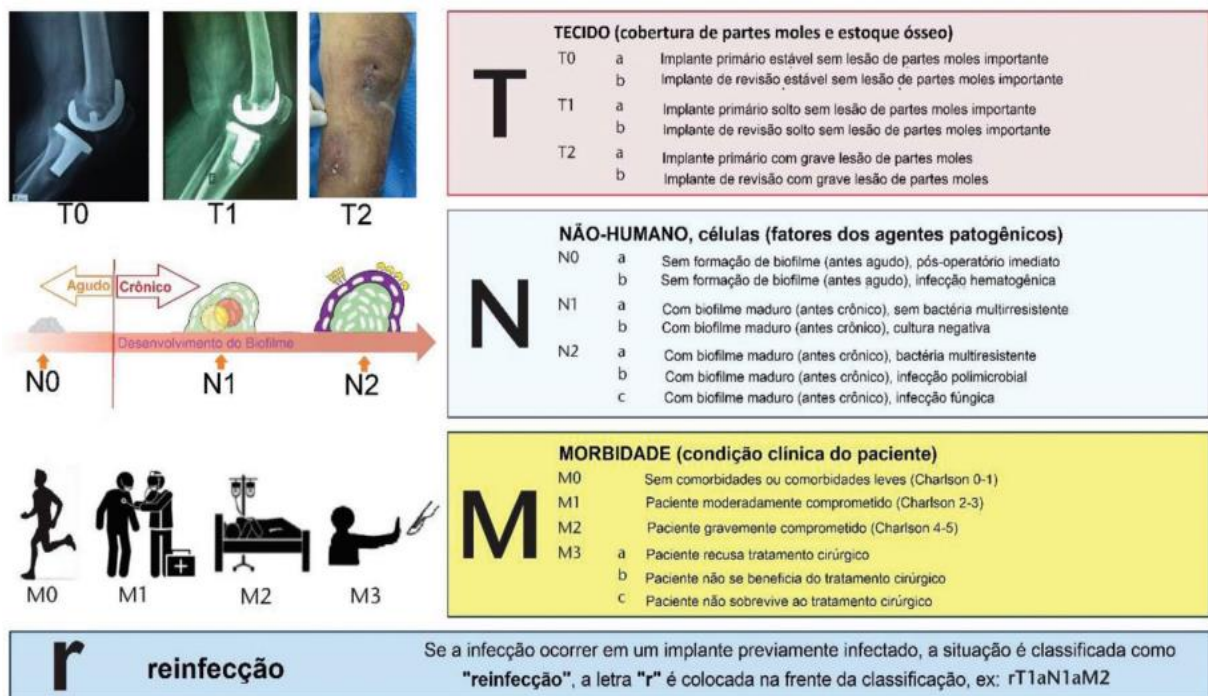 T0
T1
T2
Agudo
Crônico
Desenvolvimento do Biofilme
N0
N1
N2
M0
M1
M2
M3
T
TECIDO (cobertura de partes moles e estoque ósseo)
T0 a Implante primário estável sem lesão de partes moles importante
b Implante de revisão estável sem lesão de partes moles importante
T1 a Implante primário solto sem lesão de partes moles importante
b Implante de revisão solto sem lesão de partes moles importante
T2 a Implante primário com grave lesão de partes moles
b Implante de revisão com grave lesão de partes moles
N
NÃO-HUMANO, células (fatores dos agentes patogênicos)
N0 a Sem formação de biofilme (antes agudo), pós-operatório imediato
b Sem formação de biofilme (antes agudo), infecção hematogênica
N1 a Com biofilme maduro (antes crônico), sem bactéria multirresistente
b Com biofilme maduro (antes crônico), cultura negativa
N2 a Com biofilme maduro (antes crônico), bactéria multiresistente
b Com biofilme maduro (antes crônico), infecção polimicrobial
c Com biofilme maduro (antes crônico), infecção fúngica
M
MORBIDADE (condição clínica do paciente)
M0 Sem comorbidades ou comorbidades leves (Charlson 0-1)
M1 Paciente moderadamente comprometido (Charlson 2-3)
M2 Paciente gravemente comprometido (Charlson 4-5)
M3 a Paciente recusa tratamento cirúrgico
b Paciente não se beneficia do tratamento cirúrgico
c Paciente não sobrevive ao tratamento cirúrgico
r reinfecção
Se a infecção ocorrer em um implante previamente infectado, a situação é classificada como
"reinfecção", a letra "r" é colocada na frente da classificação, ex: rT1aN1aM2